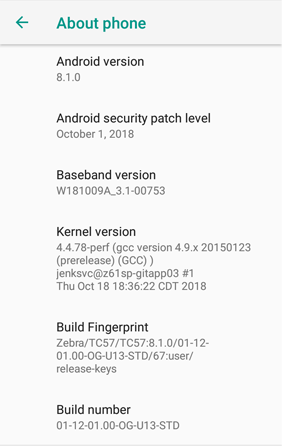 About phone
Android version
8.1.0
Android security patch level
October 1, 2018
Baseband version
W181009A_3.1-00753
Kernel version
4.4.78-perf (gcc version 4.9.x 20150123
(prerelease) (GCC) )
jenksvc@z61sp-gitapp03 #1
Thu Oct 18 18:36:22 CDT 2018
Build Fingerprint
Zebra/TC57/TC57:8.1.0/01-12-
01.00-OG-U13-STD/67:user/
release-keys
Build number
01-12-01.00-OG-U13-STD